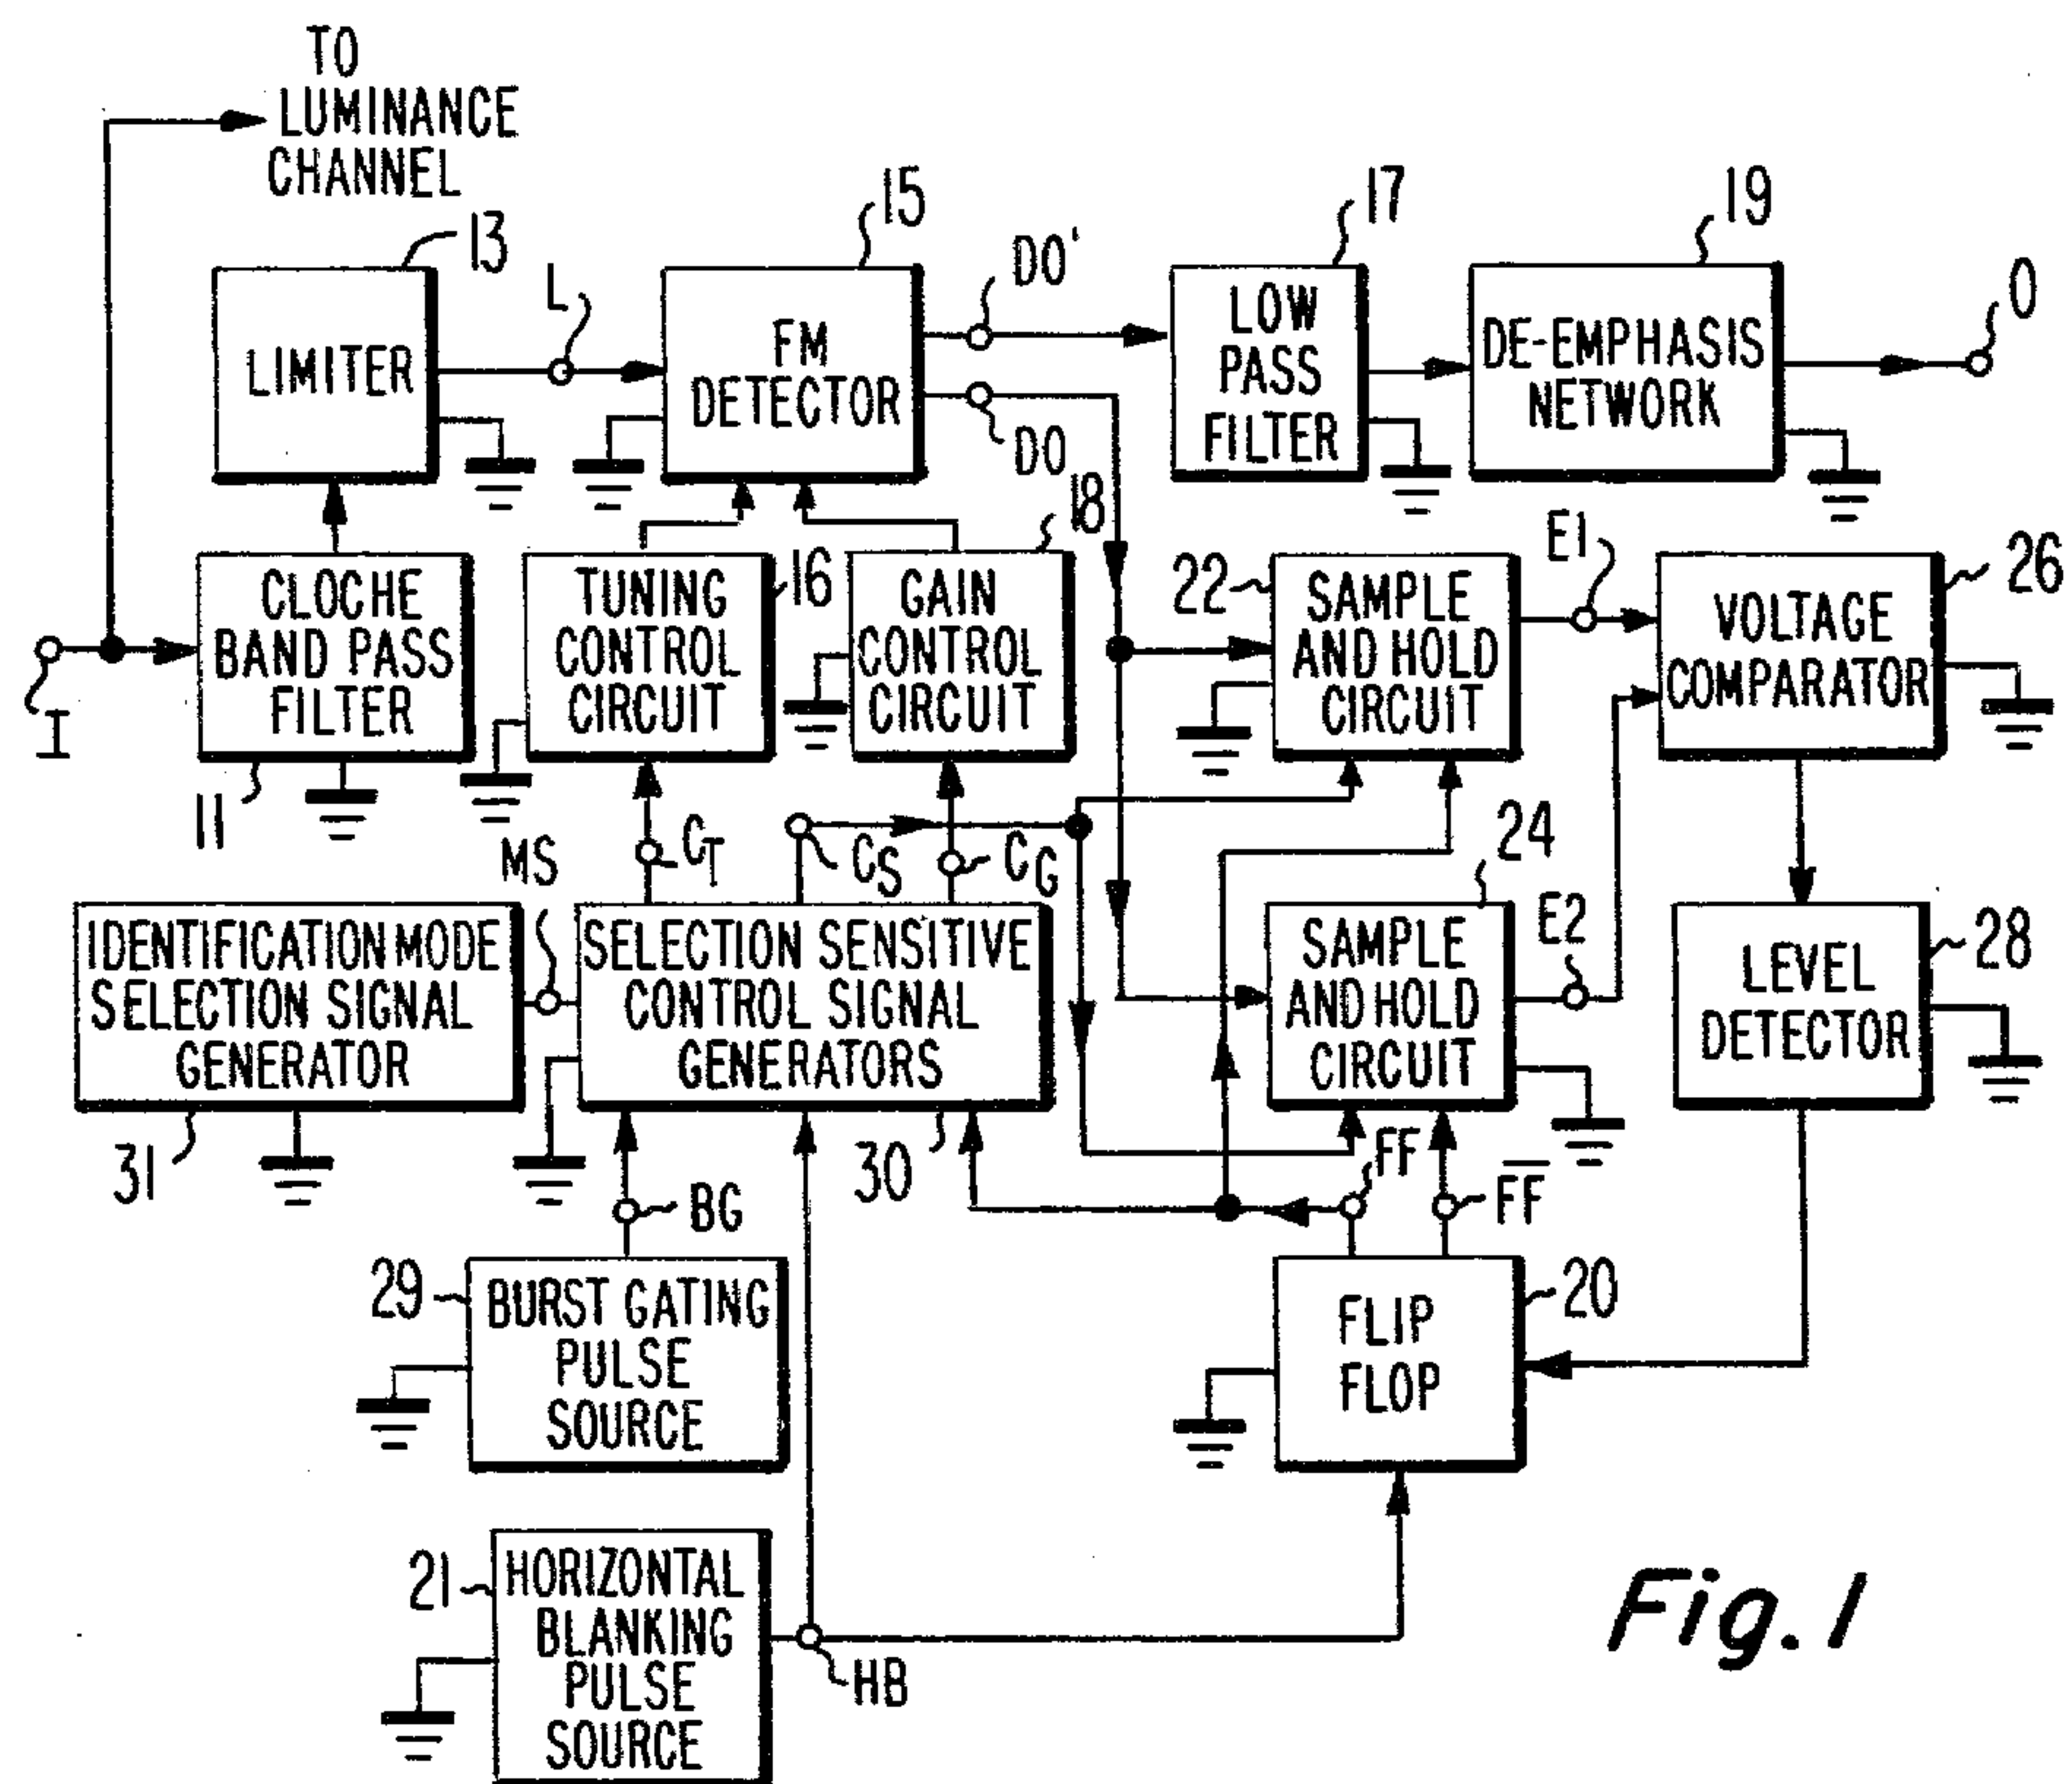 TO
LUMINANCE
CHANNEL
13
LIMITER
L
15
FM
DETECTOR
DO'
DO
17
LOW
PASS
FILTER
19
DE-EMPHASIS
NETWORK
O
I
CLOCHE
BAND PASS
FILTER
11
TUNING
CONTROL
CIRCUIT
16
18
GAIN
CONTROL
CIRCUIT
22
SAMPLE
AND HOLD
CIRCUIT
E1
VOLTAGE
COMPARATOR
26
MS
CT
CS
CG
24
IDENTIFICATION MODE
SELECTION SIGNAL
GENERATOR
31
SELECTION SENSITIVE
CONTROL SIGNAL
GENERATORS
30
SAMPLE
AND HOLD
CIRCUIT
E2
LEVEL
DETECTOR
28
BG
FF
F̅F̅
29
BURST GATING
PULSE
SOURCE
FLIP
FLOP
20
21
HORIZONTAL
BLANKING
PULSE
SOURCE
HB
Fig. 1